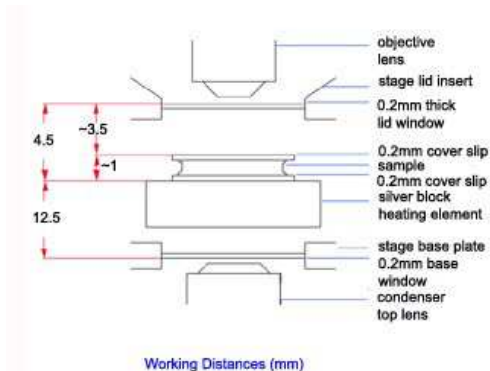 objective
lens
stage lid insert
0.2mm thick
lid window
~3.5
4.5
~1
0.2mm cover slip
sample
0.2mm cover slip
silver block
heating element
12.5
stage base plate
0.2mm base
window
condenser
top lens
Working Distances (mm)